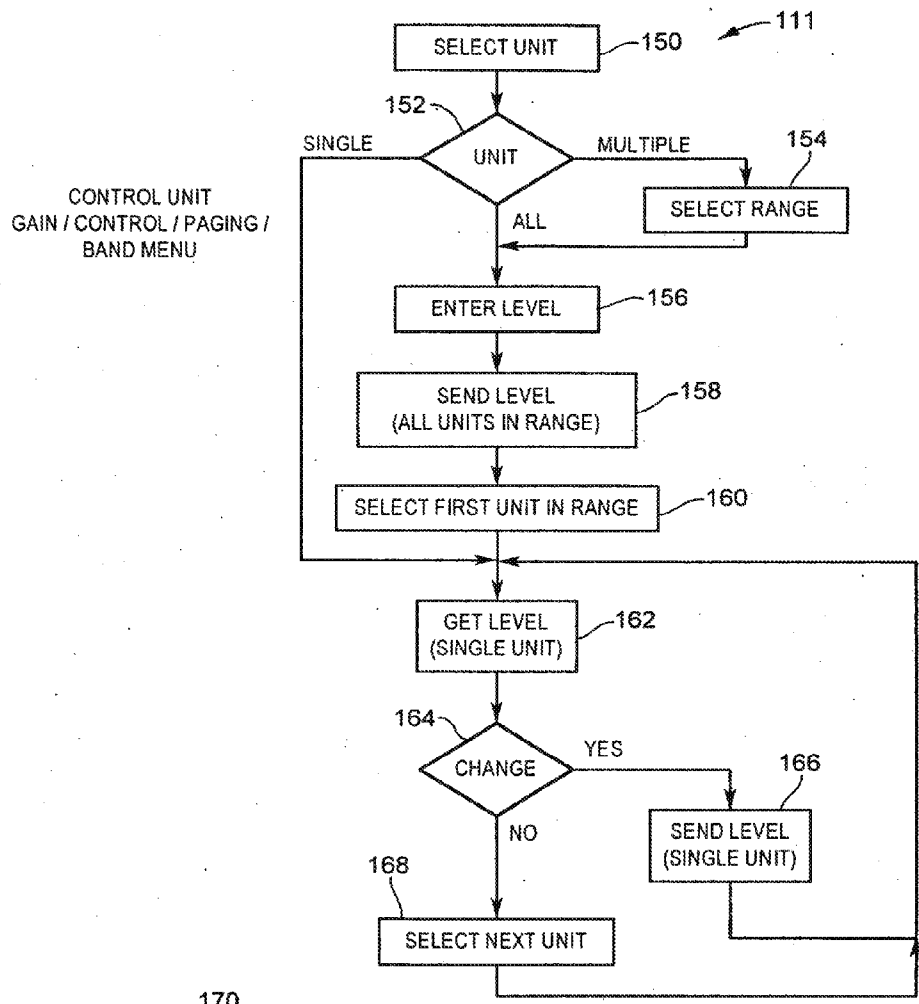 111
SELECT UNIT
150
152
SINGLE
UNIT
MULTIPLE
154
SELECT RANGE
CONTROL UNIT
GAIN / CONTROL / PAGING /
BAND MENU
ALL
ENTER LEVEL
156
SEND LEVEL
(ALL UNITS IN RANGE)
158
SELECT FIRST UNIT IN RANGE
160
GET LEVEL
(SINGLE UNIT)
162
164
CHANGE
YES
166
SEND LEVEL
(SINGLE UNIT)
NO
168
SELECT NEXT UNIT
170